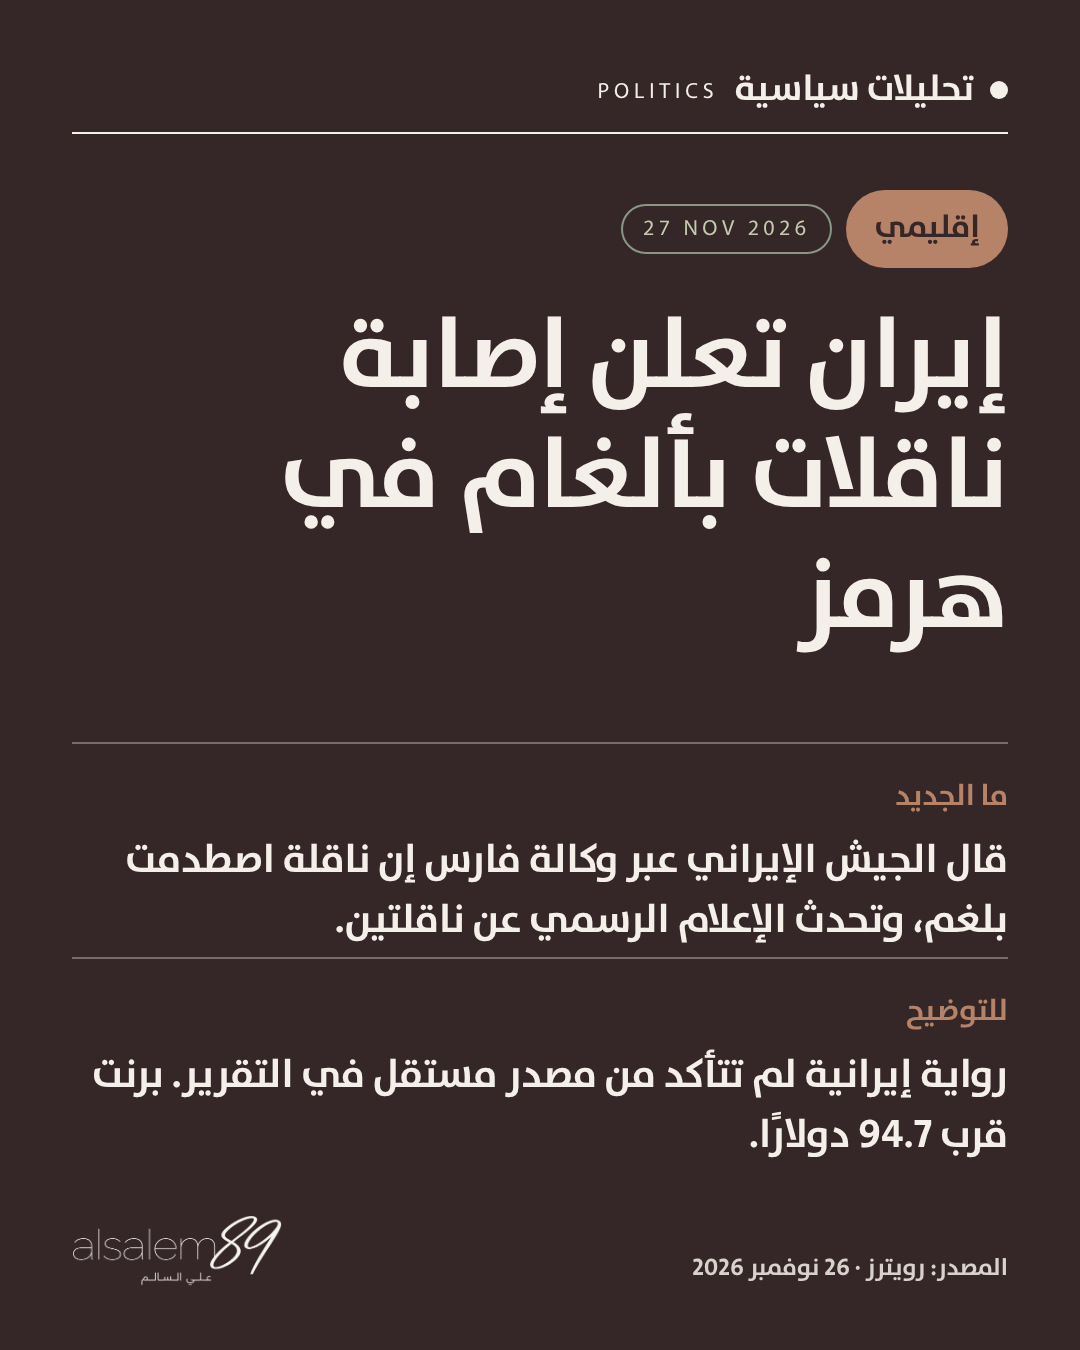 تحليلات سياسية POLITICS
إقليمي 27 NOV 2026
إيران تعلن إصابة
ناقلات بألغام في
هرمز
ما الجديد
قال الجيش الإيراني عبر وكالة فارس إن ناقلة اصطدمت
بلغم، وتحدث الإعلام الرسمي عن ناقلتين.
للتوضيح
رواية إيرانية لم تتأكد من مصدر مستقل في التقرير. برنت
قرب 94.7 دولارًا.
المصدر: رويترز · 26 نوفمبر 2026
alsalem89
علي السالم